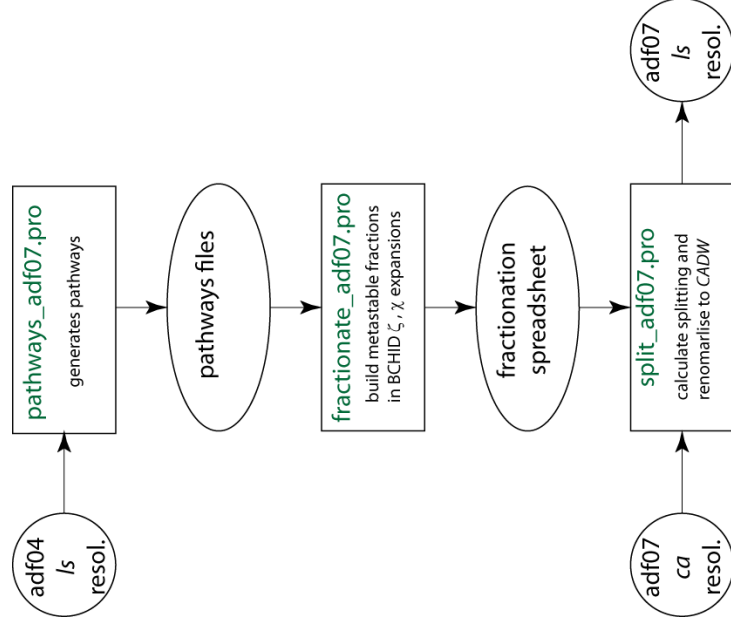 adf04
ls
resol.
pathways_adf07.pro
generates pathways
pathways files
fractionate_adf07.pro
build metastable fractions
in BCHID ζ , χ expansions
fractionation
spreadsheet
adf07
ca
resol.
split_adf07.pro
calculate splitting and
renomarlise to CADW
adf07
ls
resol.